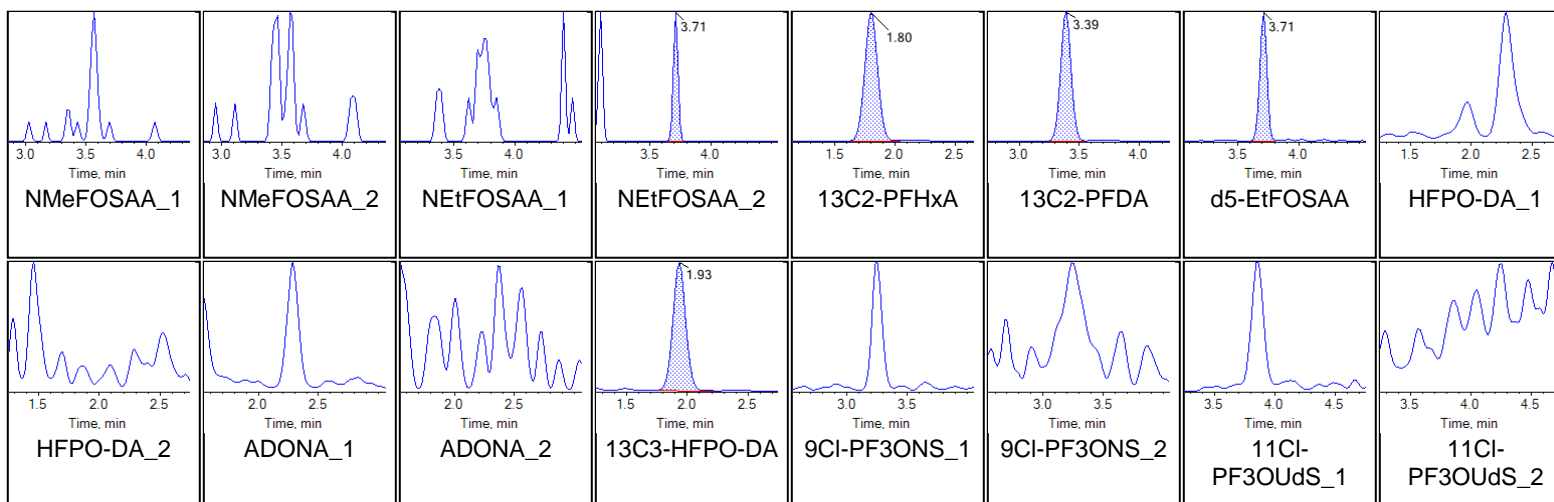 3.71
1.80
3.39
3.71
3.0 3.5 4.0
3.0 3.5 4.0
3.5 4.0
3.5 4.0
1.5 2.0 2.5
3.0 3.5 4.0
3.5 4.0
1.5 2.0 2.5
Time, min
Time, min
Time, min
Time, min
Time, min
Time, min
Time, min
Time, min
NMeFOSAA_1
NMeFOSAA_2
NEtFOSAA_1
NEtFOSAA_2
13C2-PFHxA
13C2-PFDA
d5-EtFOSAA
HFPO-DA_1
1.93
1.5 2.0 2.5
2.0 2.5
2.0 2.5
1.5 2.0 2.5
3.0 3.5
3.0 3.5
3.5 4.0 4.5
3.5 4.0 4.5
Time, min
Time, min
Time, min
Time, min
Time, min
Time, min
Time, min
Time, min
HFPO-DA_2
ADONA_1
ADONA_2
13C3-HFPO-DA
9Cl-PF3ONS_1
9Cl-PF3ONS_2
11Cl-
PF3OUdS_1
11Cl-
PF3OUdS_2